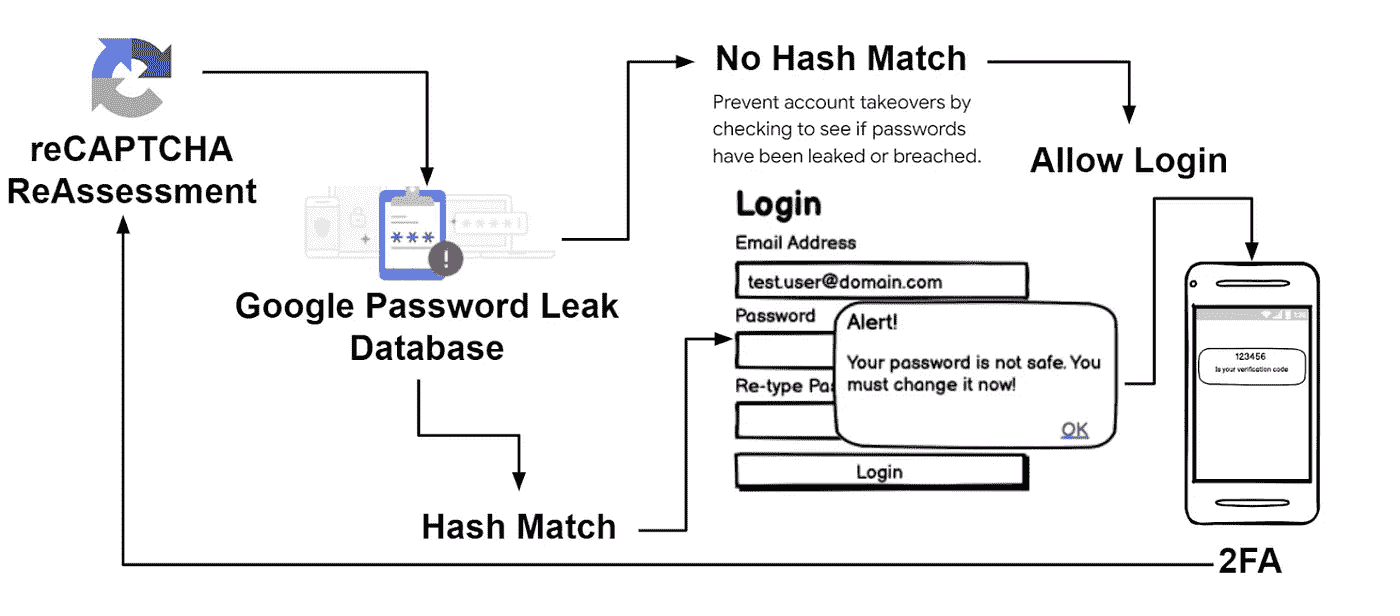 reCAPTCHA
ReAssessment
Google Password Leak
Database
No Hash Match
Prevent account takeovers by
checking to see if passwords
have been leaked or breached.
Allow Login
Hash Match
Login
Email Address
test.user@domain.com
Password
Re-type Pas
Alert!
Your password is not safe. You
must change it now!
OK
Login
123456
Is your verification code
2FA